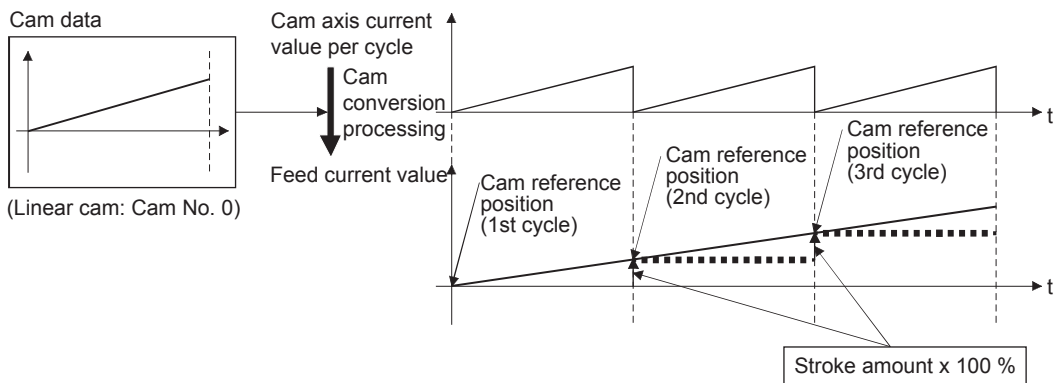 Cam data
(Linear cam: Cam No. 0)
Cam axis current
value per cycle
Cam
conversion
processing
Feed current value
t
Cam reference
position
(1st cycle)
Cam reference
position
(2nd cycle)
Cam reference
position
(3rd cycle)
t
Stroke amount x 100 %